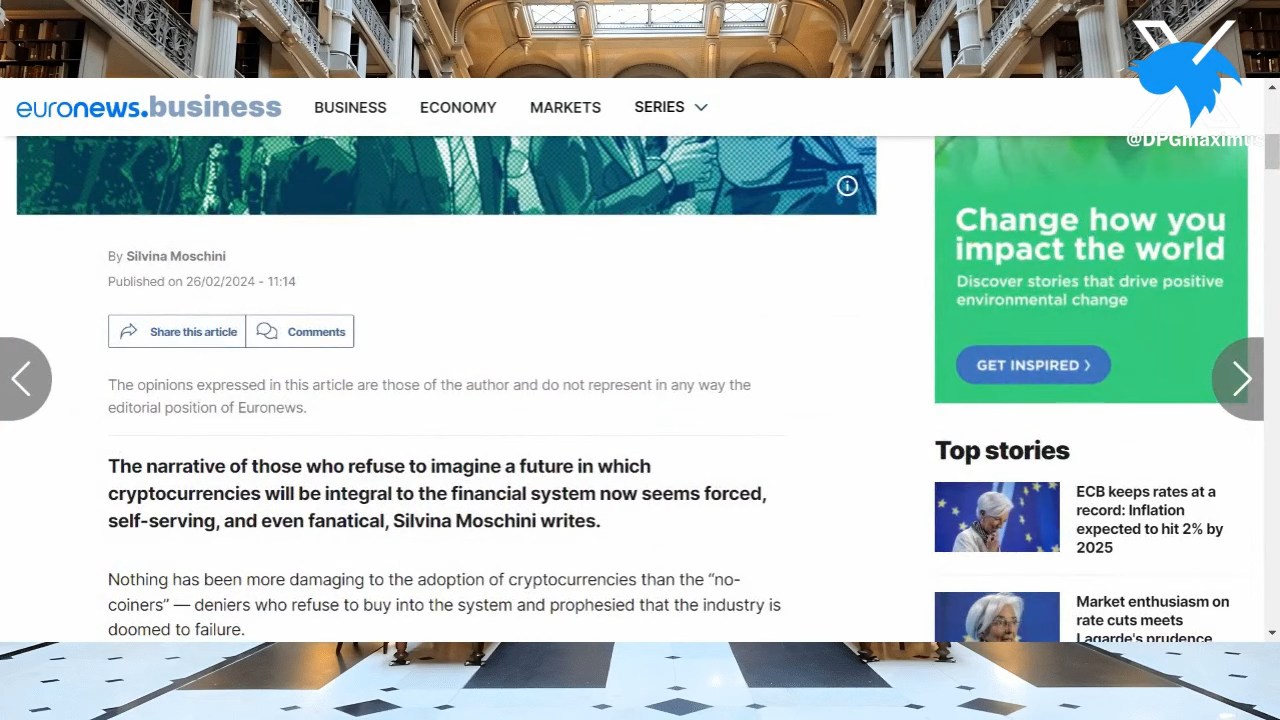 euronews.business
BUSINESS
ECONOMY
MARKETS
SERIES
@DPGmaximus
By Silvina Moschini
Published on 26/02/2024 - 11:14
Share this article
Comments
The opinions expressed in this article are those of the author and do not represent in any way the
editorial position of Euronews.
The narrative of those who refuse to imagine a future in which
cryptocurrencies will be integral to the financial system now seems forced,
self-serving, and even fanatical, Silvina Moschini writes.
Nothing has been more damaging to the adoption of cryptocurrencies than the “no-
coiners” — deniers who refuse to buy into the system and prophesied that the industry is
doomed to failure.
Change how you
impact the world
Discover stories that drive positive
environmental change
GET INSPIRED
Top stories
ECB keeps rates at a
record: Inflation
expected to hit 2% by
2025
Market enthusiasm on
rate cuts meets
Lagarde's prudence